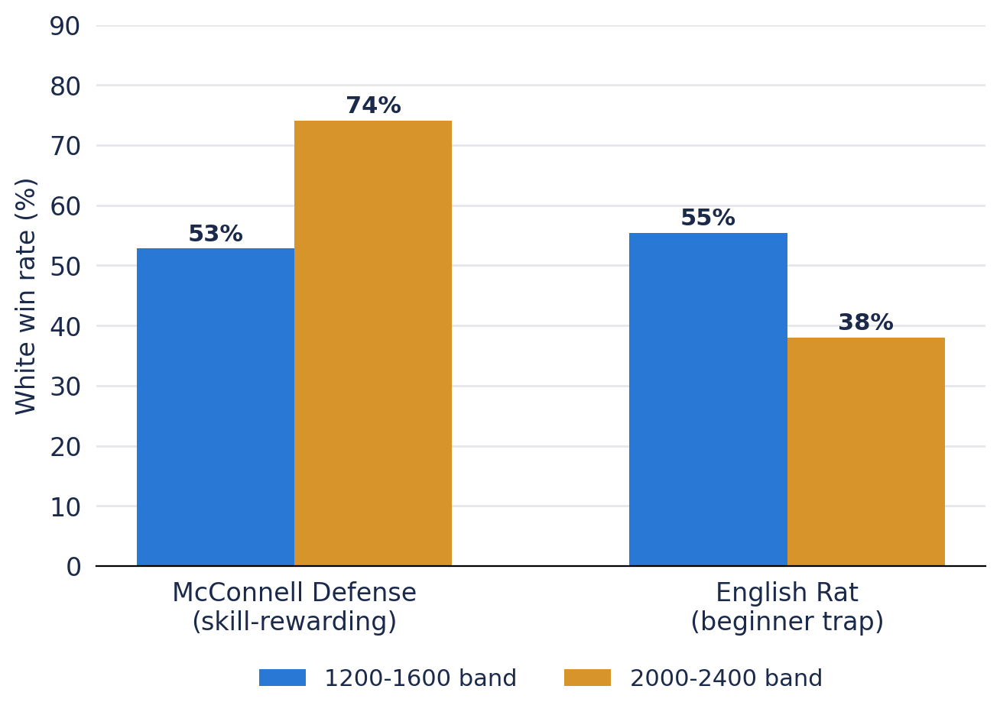 White win rate (%)
90
80
70
60
50
40
30
20
10
0
53%
74%
55%
38%
McConnell Defense
(skill-rewarding)
English Rat
(beginner trap)
1200-1600 band
2000-2400 band